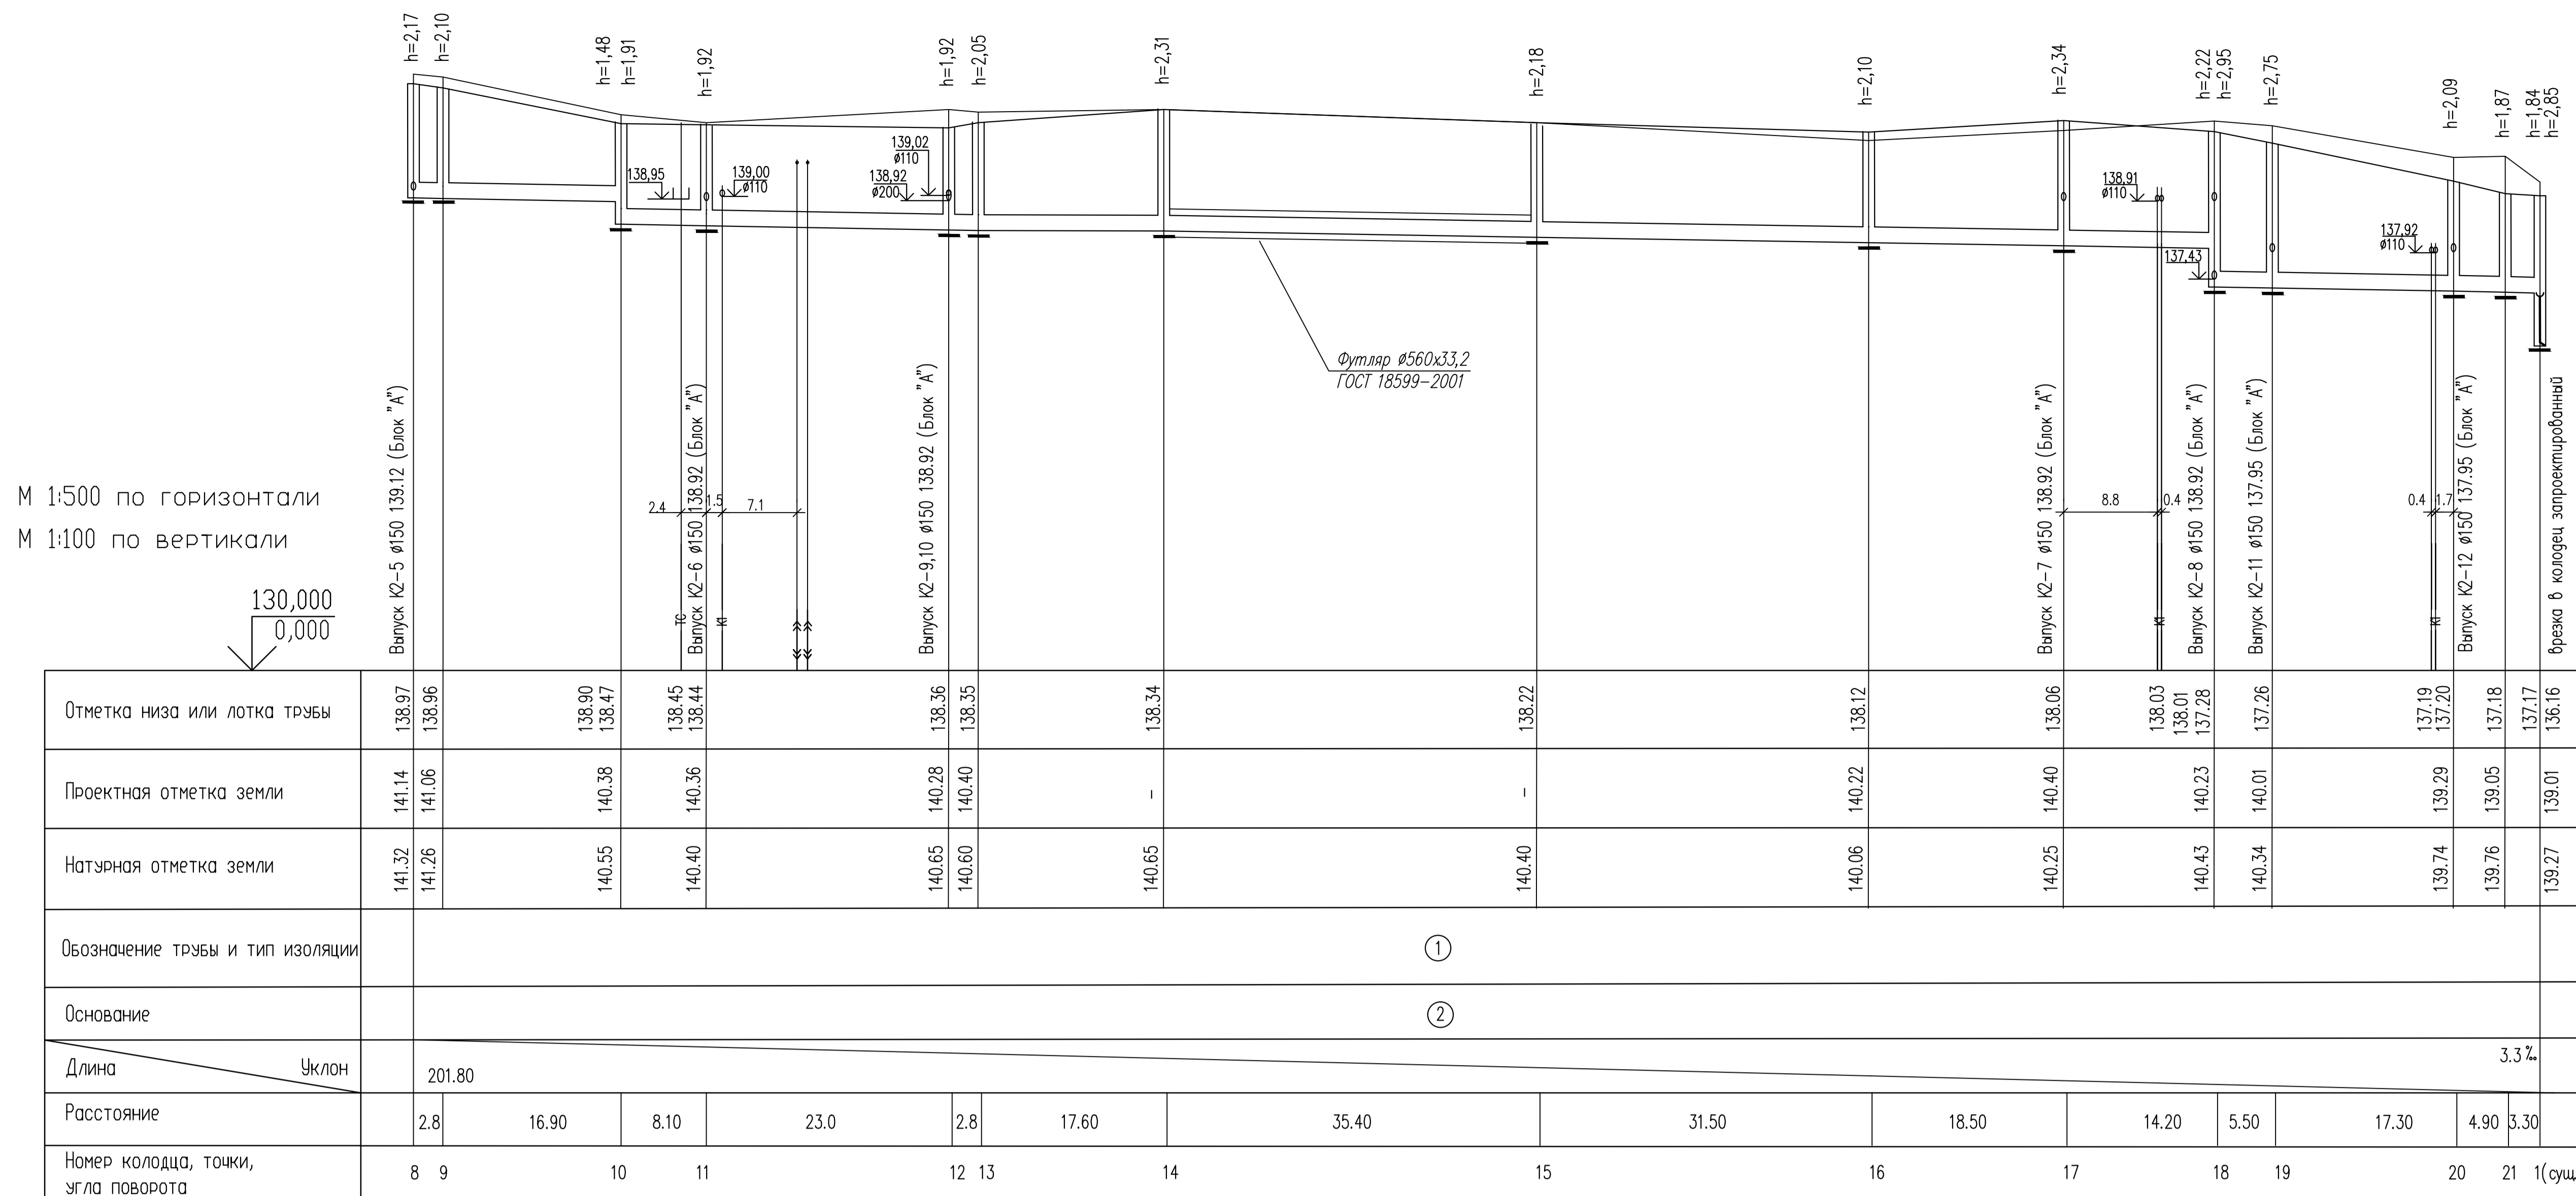 h=2,17
h=2,10
h=1,48
h=1,91
h=1,92
h=1,92
h=2,05
h=2,31
h=2,18
h=2,10
h=2,34
h=2,22
h=2,95
h=2,75
h=2,09
h=1,87
h=1,84
h=2,85
138,95
139,00
ø110
139,02
ø110
138,92
ø200
138,91
ø110
137,43
137,92
ø110
Футляр ø560х33,2
ГОСТ 18599-2001
М 1:500 по горизонтали
М 1:100 по вертикали
130,000
0,000
Выпуск К2-5 ø150 139.12 (Блок "А")
Выпуск К2-6 ø150 138.92 (Блок "А")
Выпуск К2-9,10 ø150 138.92 (Блок "А")
Выпуск К2-7 ø150 138.92 (Блок "А")
Выпуск К2-8 ø150 138.92 (Блок "А")
Выпуск К2-11 ø150 137.95 (Блок "А")
Выпуск К2-12 ø150 137.95 (Блок "А")
врезка в колодец запроектированный
2.4 1.5 7.1 8.8 0.4 0.4 1.7
ТС К1 К1 К1
Отметка низа или лотка трубы 138.97 138.96 138.90 138.47 138.45 138.44 138.36 138.35 138.34 138.22 138.12 138.06 138.03 138.01 137.28 137.26 137.19 137.20 137.18 137.17 136.16
Проектная отметка земли 141.14 141.06 140.38 140.36 140.28 140.40 - - 140.22 140.40 140.23 140.01 139.29 139.05 139.01
Натурная отметка земли 141.32 141.26 140.55 140.40 140.65 140.60 140.65 140.40 140.06 140.25 140.43 140.34 139.74 139.76 139.27
Обозначение трубы и тип изоляции 1
Основание 2
Длина Уклон 201.80 3.3‰
Расстояние 2.8 16.90 8.10 23.0 2.8 17.60 35.40 31.50 18.50 14.20 5.50 17.30 4.90 3.30
Номер колодца, точки,
угла поворота
8 9 10 11 12 13 14 15 16 17 18 19 20 21 1(сущ